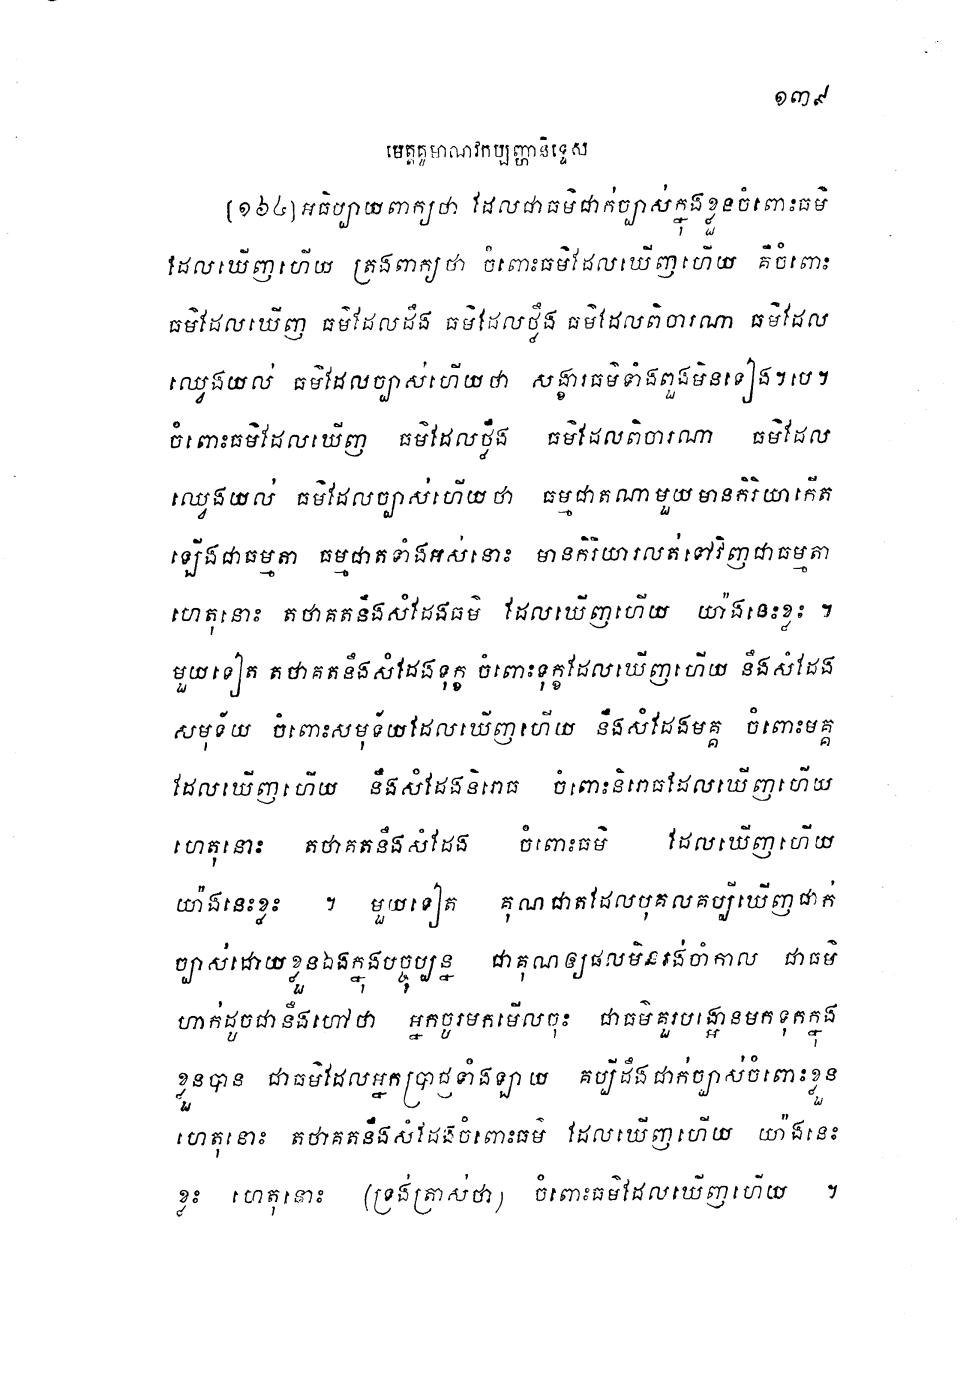 ១៣៩
មេត្តគូមាណវកប្បញ្ហានិទ្ទេស
[១៦៤] អធិប្បាយពាក្យថា ដែលជាធម៌ជាក់ច្បាស់ក្នុងខ្លួនចំពោះធម៌
ដែលឃើញហើយ ត្រង់ពាក្យថា ចំពោះធម៌ដែលឃើញហើយ គឺចំពោះ
ធម៌ដែលឃើញ ធម៌ដែលដឹង ធម៌ដែលថ្លឹង ធម៌ដែលពិចារណា ធម៌ដែល
ឈ្វេងយល់ ធម៌ដែលច្បាស់ហើយថា សង្ខារធម៌ទាំងពួងមិនទៀង។បេ។
ចំពោះធម៌ដែលឃើញ ធម៌ដែលថ្លឹង ធម៌ដែលពិចារណា ធម៌ដែល
ឈ្វេងយល់ ធម៌ដែលច្បាស់ហើយថា ធម្មជាតណាមួយមានកិរិយាកើត
ឡើងជាធម្មតា ធម្មជាតទាំងអស់នោះ មានកិរិយារលត់ទៅវិញជាធម្មតា
ហេតុនោះ តថាគតនឹងសំដែងធម៌ ដែលឃើញហើយ យ៉ាងនេះខ្លះ ។
មួយទៀត តថាគតនឹងសំដែងទុក្ខ ចំពោះទុក្ខដែលឃើញហើយ នឹងសំដែង
សមុទ័យ ចំពោះសមុទ័យដែលឃើញហើយ នឹងសំដែងមគ្គ ចំពោះមគ្គ
ដែលឃើញហើយ នឹងសំដែងនិរោធ ចំពោះនិរោធដែលឃើញហើយ
ហេតុនោះ តថាគតនឹងសំដែង ចំពោះធម៌ ដែលឃើញហើយ
យ៉ាងនេះខ្លះ ។ មួយទៀត គុណជាតដែលបុគលគប្បីឃើញជាក់
ច្បាស់ដោយខ្លួនឯងក្នុងបច្ចុប្បន្ន ជាគុណឲ្យផលមិនរង់ចាំកាល ជាធម៌
ហាក់ដូចជានឹងហៅថា អ្នកចូរមកមើលចុះ ជាធម៌គួរបង្អោនមកទុកក្នុង
ខ្លួនបាន ជាធម៌ដែលអ្នកប្រាជ្ញទាំងឡាយ គប្បីដឹងជាក់ច្បាស់ចំពោះខ្លួន
ហេតុនោះ តថាគតនឹងសំដែងចំពោះធម៌ ដែលឃើញហើយ យ៉ាងនេះ
ខ្លះ ហេតុនោះ (ទ្រង់ត្រាស់ថា) ចំពោះធម៌ដែលឃើញហើយ ។